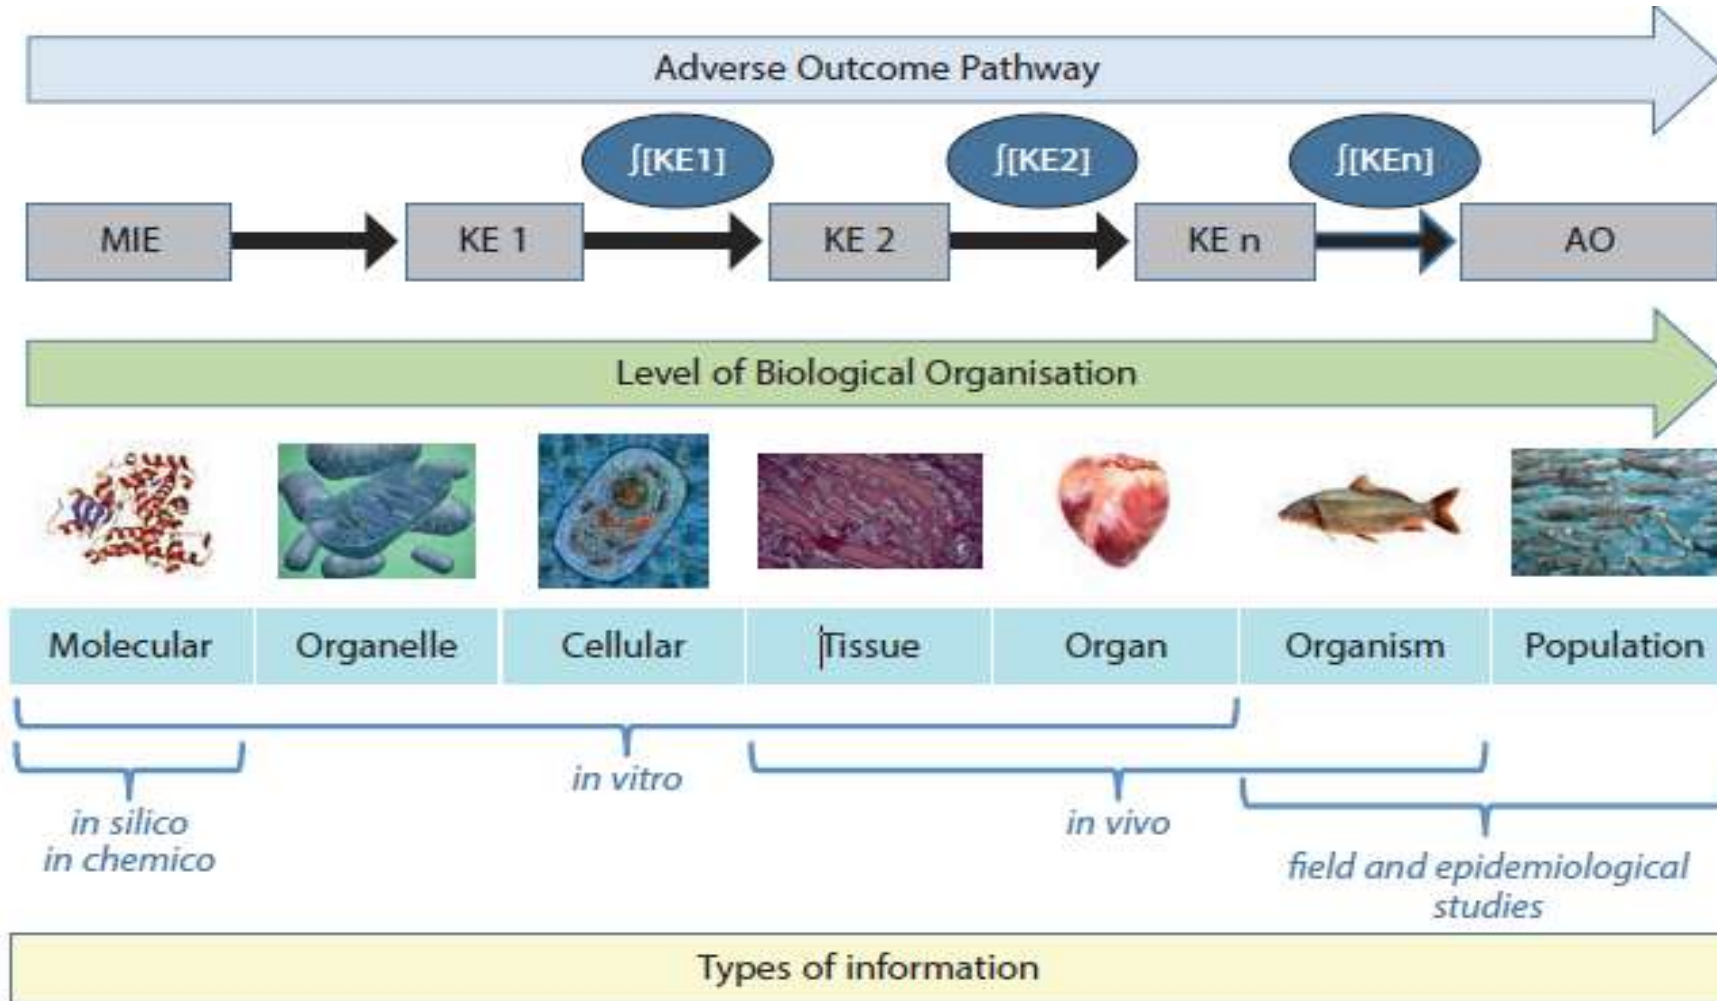 Adverse Outcome Pathway
∫[KE1] ∫[KE2] ∫[KEn]
MIE KE 1 KE 2 KE n AO
Level of Biological Organisation
Molecular Organelle Cellular Tissue Organ Organism Population
in vitro
in silico in vivo
in chemico
field and epidemiological
studies
Types of information